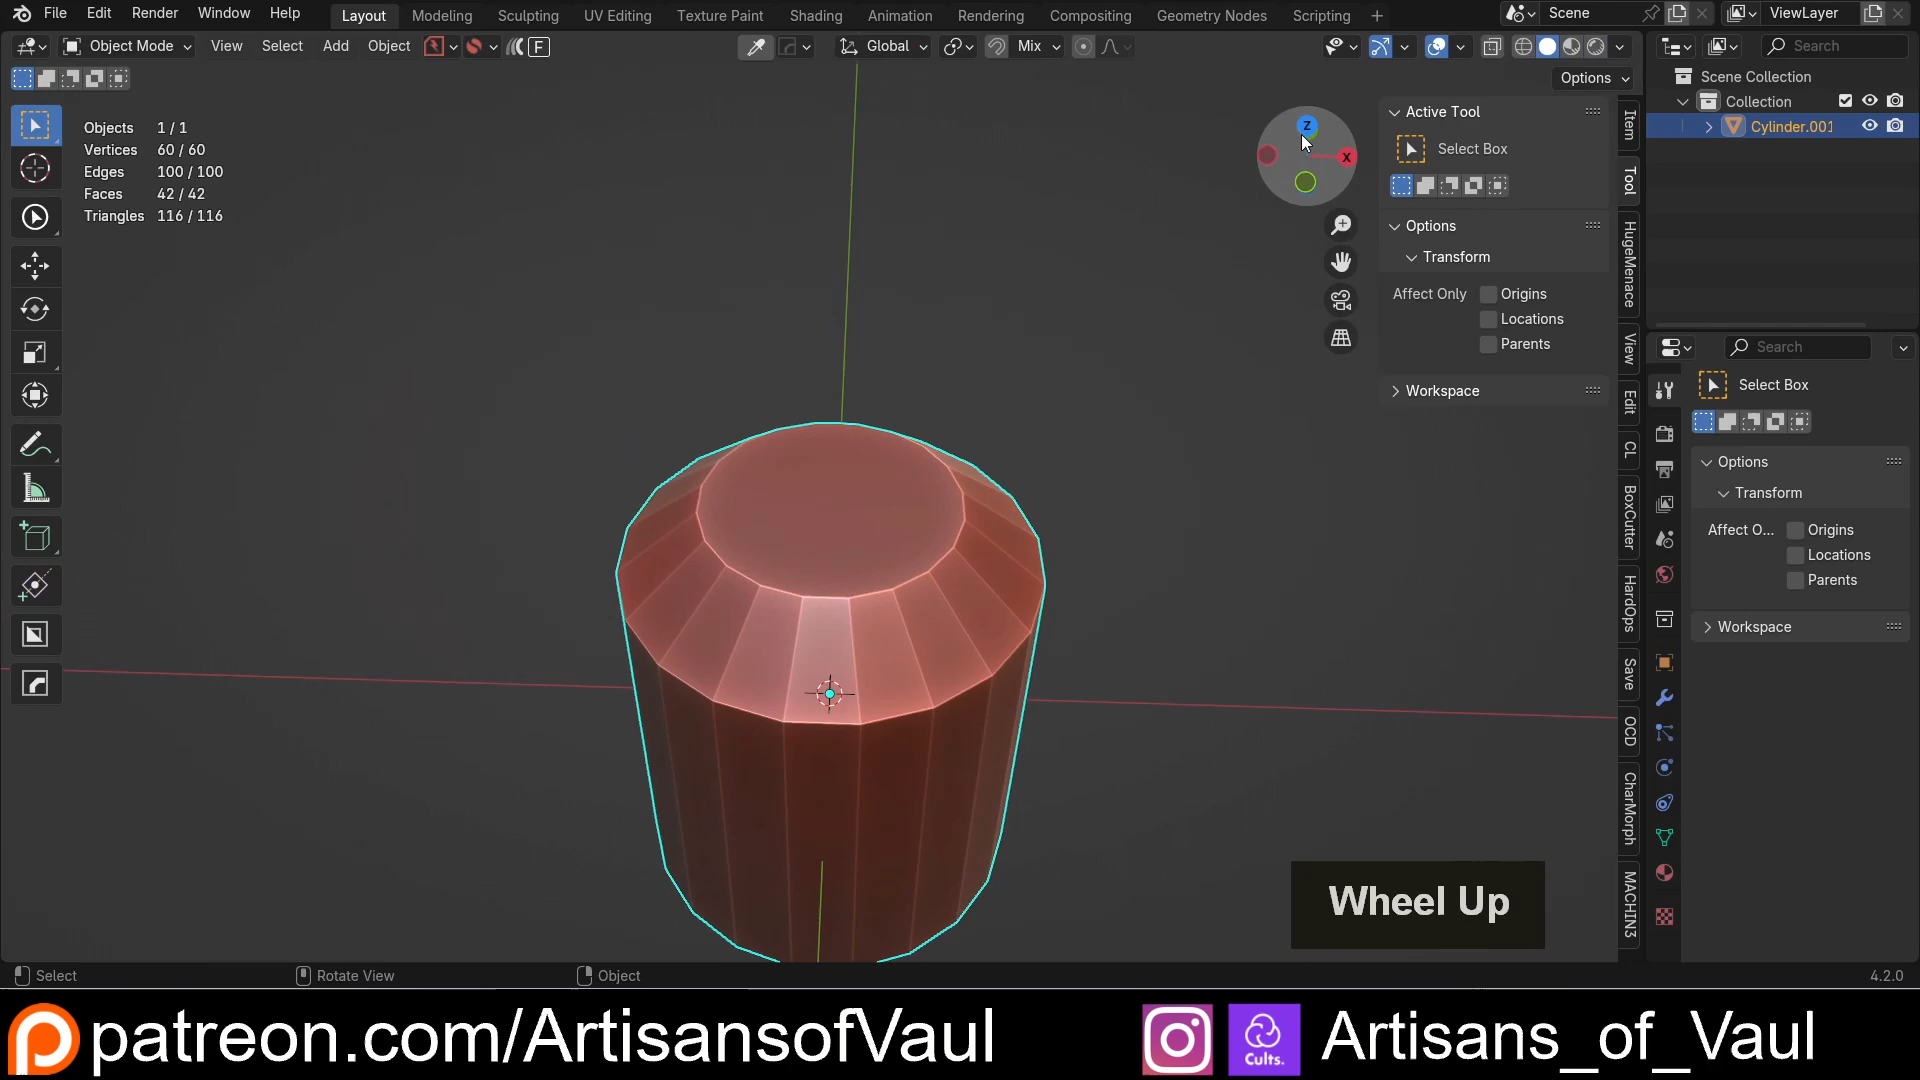 File Edit Render Window Help Layout Modeling Sculpting UV Editing Texture Paint Shading Animation Rendering Compositing Geometry Nodes Scripting + Scene ViewLayer
Object Mode View Select Add Object F Global Mix Search
Options
Scene Collection
Collection
Cylinder.001
Objects 1 / 1
Vertices 60 / 60
Edges 100 / 100
Faces 42 / 42
Triangles 116 / 116
Z
X
Active Tool
Select Box
Options
Transform
Affect Only Origins
Locations
Parents
Workspace
Item
Tool
HugeMenace
View
Edit
CL
BoxCutter
HardOps
Save
OCD
CharMorph
MACHIN3
Search
Select Box
Options
Transform
Affect O... Origins
Locations
Parents
Workspace
Wheel Up
Select Rotate View Object 4.2.0
patreon.com/ArtisansofVaul Cults. Artisans_of_Vaul